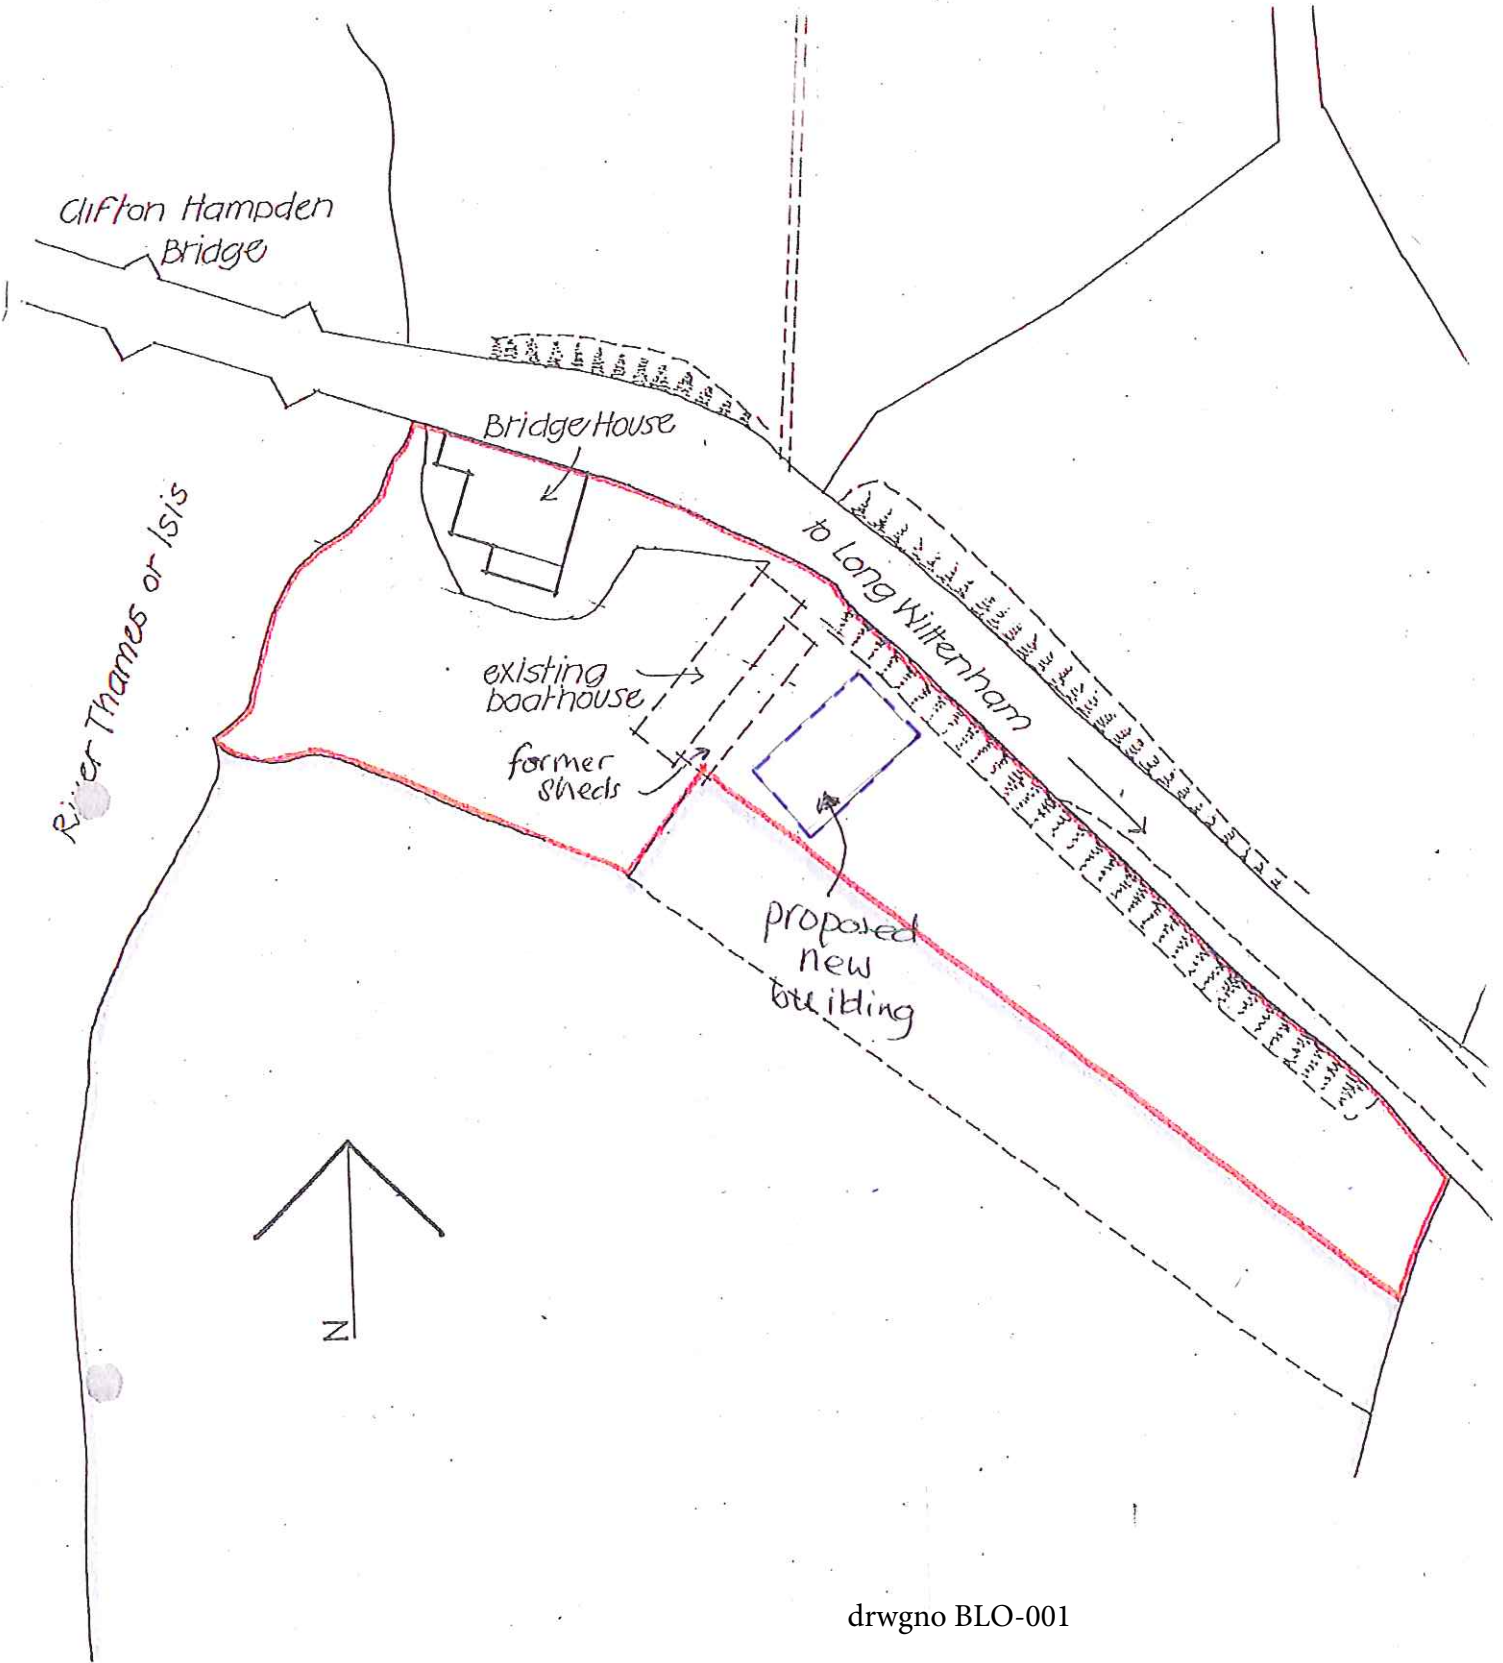 Clifton Hampden
Bridge
Bridge House
River Thames or Isis
to Long Wittenham
existing
boathouse
former
sheds
proposed
new
building
N
drwgno BLO-001